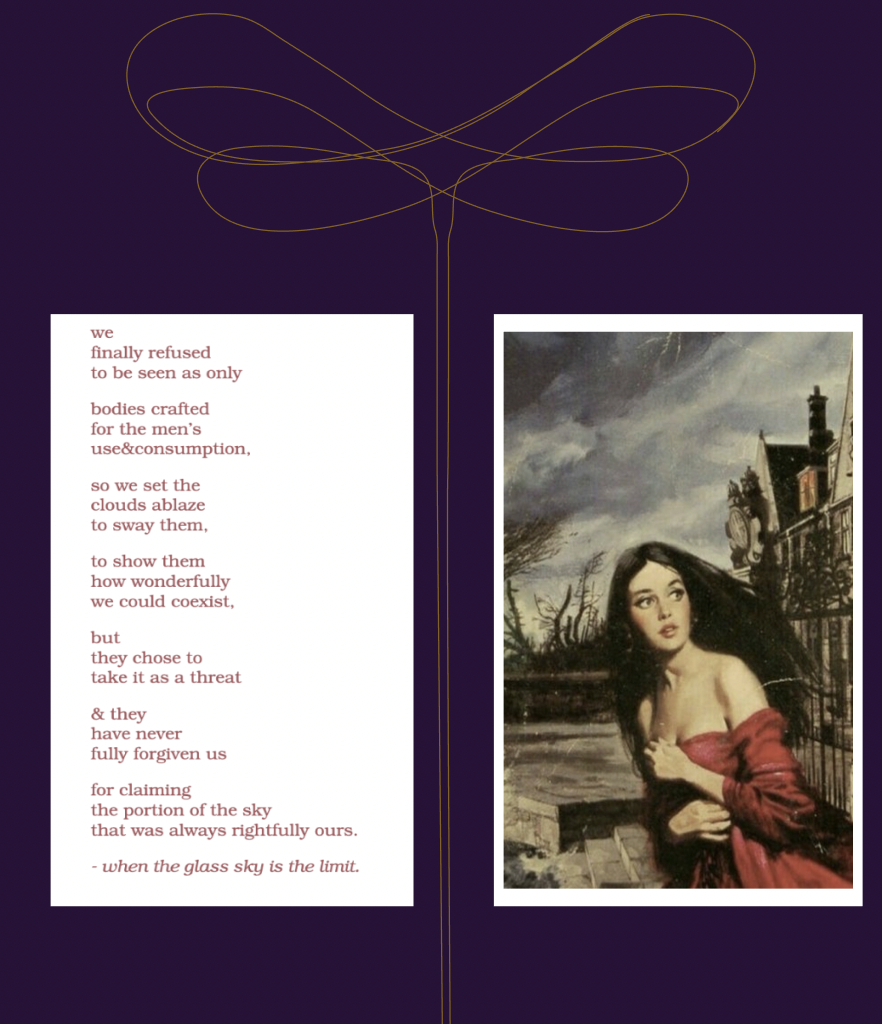 we
finally refused
to be seen as only
bodies crafted
for the men's
use&consumption,
so we set the
clouds ablaze
to sway them,
to show them
how wonderfully
we could coexist,
but
they chose to
take it as a threat
& they
have never
fully forgiven us
for claiming
the portion of the sky
that was always rightfully ours.
- when the glass sky is the limit.